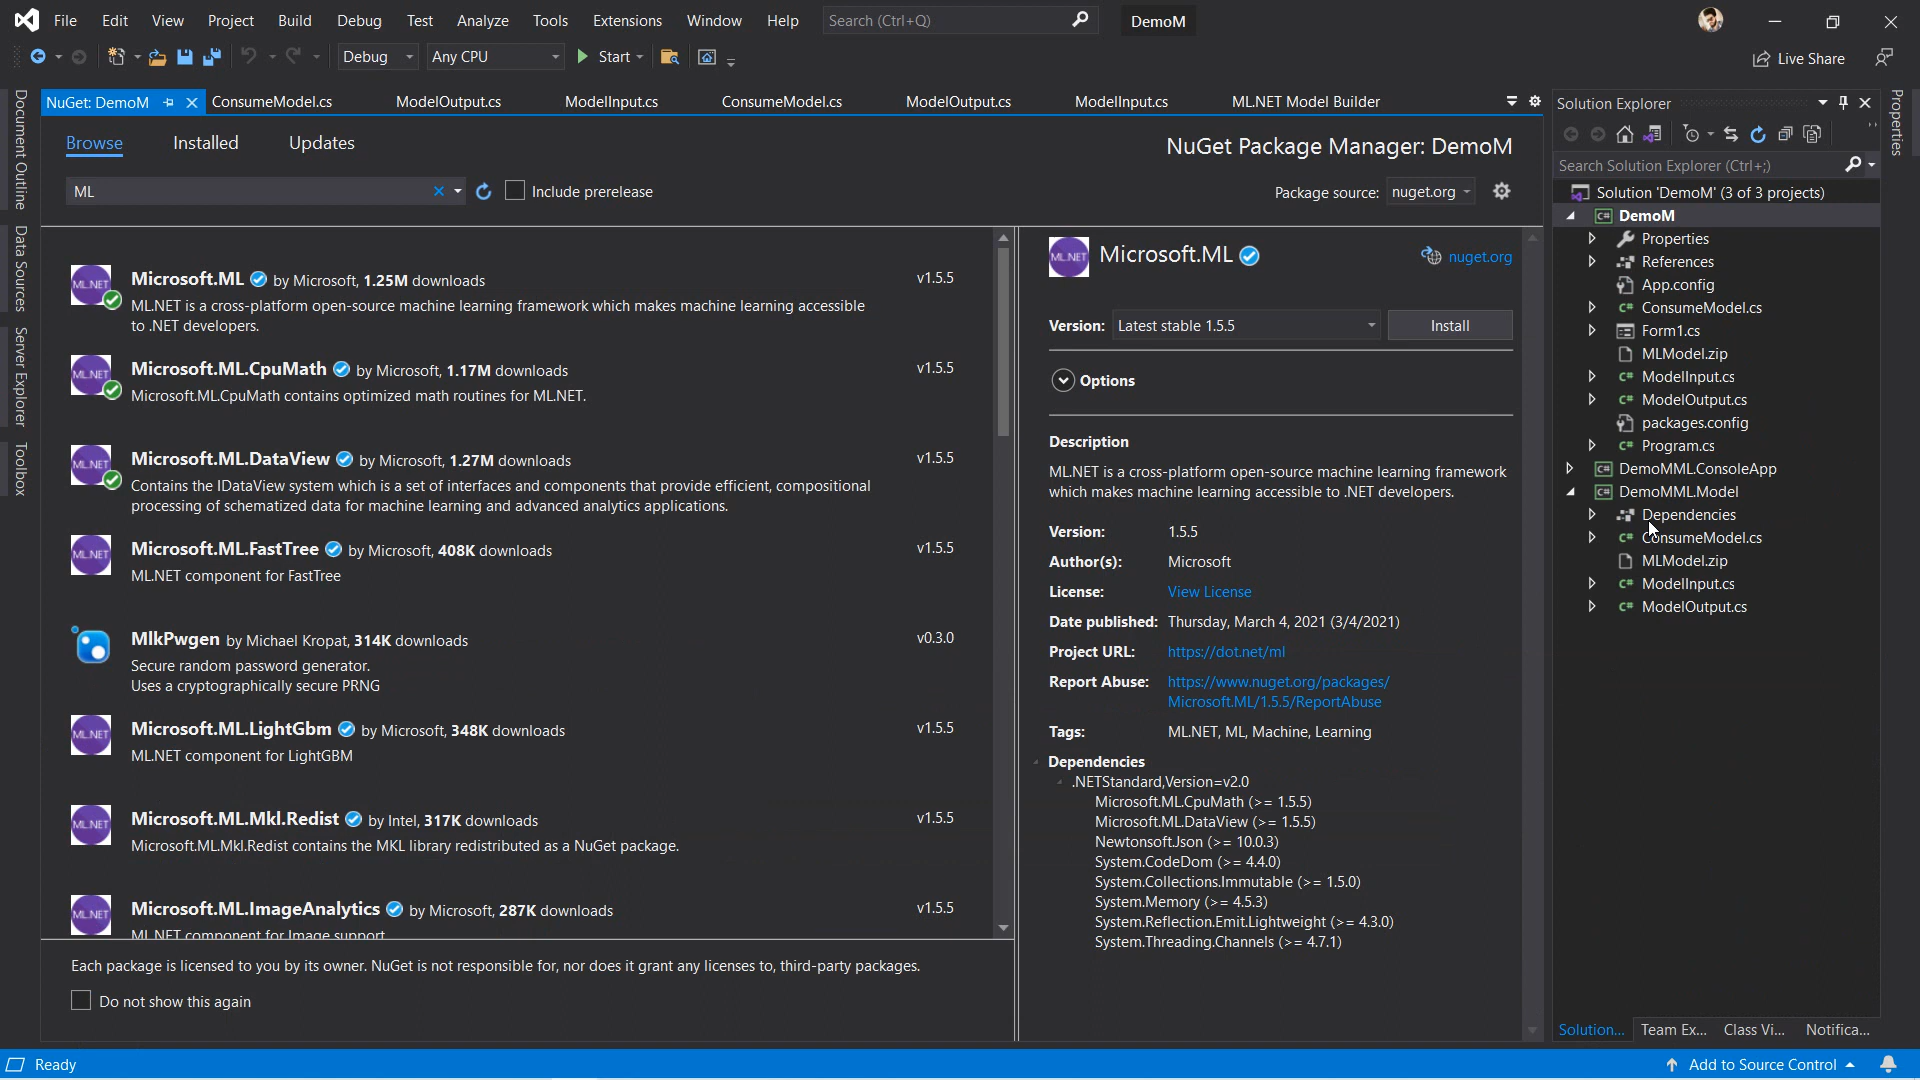 File Edit View Project Build Debug Test Analyze Tools Extensions Window Help Search (Ctrl+Q) DemoM
Debug Any CPU Start Live Share
Document Outline
Data Sources
Server Explorer
Toolbox
NuGet: DemoM ConsumeModel.cs ModelOutput.cs ModelInput.cs ConsumeModel.cs ModelOutput.cs ModelInput.cs ML.NET Model Builder
Browse Installed Updates
NuGet Package Manager: DemoM
ML
Include prerelease
Package source: nuget.org
ML.NET
Microsoft.ML by Microsoft, 1.25M downloads v1.5.5
ML.NET is a cross-platform open-source machine learning framework which makes machine learning accessible
to .NET developers.
ML.NET
Microsoft.ML.CpuMath by Microsoft, 1.17M downloads v1.5.5
Microsoft.ML.CpuMath contains optimized math routines for ML.NET.
ML.NET
Microsoft.ML.DataView by Microsoft, 1.27M downloads v1.5.5
Contains the IDataView system which is a set of interfaces and components that provide efficient, compositional
processing of schematized data for machine learning and advanced analytics applications.
ML.NET
Microsoft.ML.FastTree by Microsoft, 408K downloads v1.5.5
ML.NET component for FastTree
MlkPwgen by Michael Kropat, 314K downloads v0.3.0
Secure random password generator.
Uses a cryptographically secure PRNG
ML.NET
Microsoft.ML.LightGbm by Microsoft, 348K downloads v1.5.5
ML.NET component for LightGBM
ML.NET
Microsoft.ML.Mkl.Redist by Intel, 317K downloads v1.5.5
Microsoft.ML.Mkl.Redist contains the MKL library redistributed as a NuGet package.
ML.NET
Microsoft.ML.ImageAnalytics by Microsoft, 287K downloads v1.5.5
ML.NET component for Image support
Each package is licensed to you by its owner. NuGet is not responsible for, nor does it grant any licenses to, third-party packages.
Do not show this again
ML.NET
Microsoft.ML nuget.org
Version: Latest stable 1.5.5 Install
Options
Description
ML.NET is a cross-platform open-source machine learning framework
which makes machine learning accessible to .NET developers.
Version: 1.5.5
Author(s): Microsoft
License: View License
Date published: Thursday, March 4, 2021 (3/4/2021)
Project URL: https://dot.net/ml
Report Abuse: https://www.nuget.org/packages/
Microsoft.ML/1.5.5/ReportAbuse
Tags: ML.NET, ML, Machine, Learning
Dependencies
.NETStandard,Version=v2.0
Microsoft.ML.CpuMath (>= 1.5.5)
Microsoft.ML.DataView (>= 1.5.5)
Newtonsoft.Json (>= 10.0.3)
System.CodeDom (>= 4.4.0)
System.Collections.Immutable (>= 1.5.0)
System.Memory (>= 4.5.3)
System.Reflection.Emit.Lightweight (>= 4.3.0)
System.Threading.Channels (>= 4.7.1)
Solution Explorer
Search Solution Explorer (Ctrl+;)
Solution 'DemoM' (3 of 3 projects)
C# DemoM
Properties
References
App.config
C# ConsumeModel.cs
Form1.cs
MLModel.zip
C# ModelInput.cs
C# ModelOutput.cs
packages.config
C# Program.cs
C# DemoMML.ConsoleApp
C# DemoMML.Model
Dependencies
C# ConsumeModel.cs
MLModel.zip
C# ModelInput.cs
C# ModelOutput.cs
Solution... Team Ex... Class Vi... Notifica...
Properties
Ready Add to Source Control